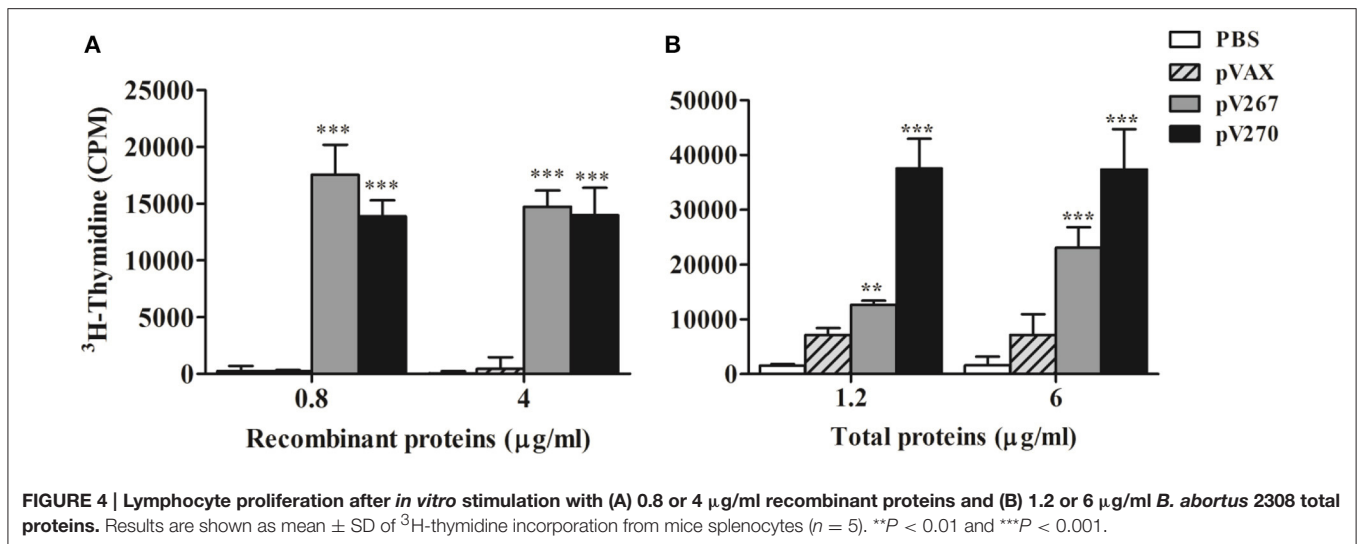 A
B
PBS
pVAX
pV267
pV270
³H-Thymidine (CPM)
25000
20000
15000
10000
5000
0
***
***
***
***
0.8
4
Recombinant proteins (μg/ml)
50000
40000
30000
20000
10000
0
**
***
***
***
1.2
6
Total proteins (μg/ml)
FIGURE 4 | Lymphocyte proliferation after in vitro stimulation with (A) 0.8 or 4 μg/ml recombinant proteins and (B) 1.2 or 6 μg/ml B. abortus 2308 total
proteins. Results are shown as mean ± SD of ³H-thymidine incorporation from mice splenocytes (n = 5). **P < 0.01 and ***P < 0.001.